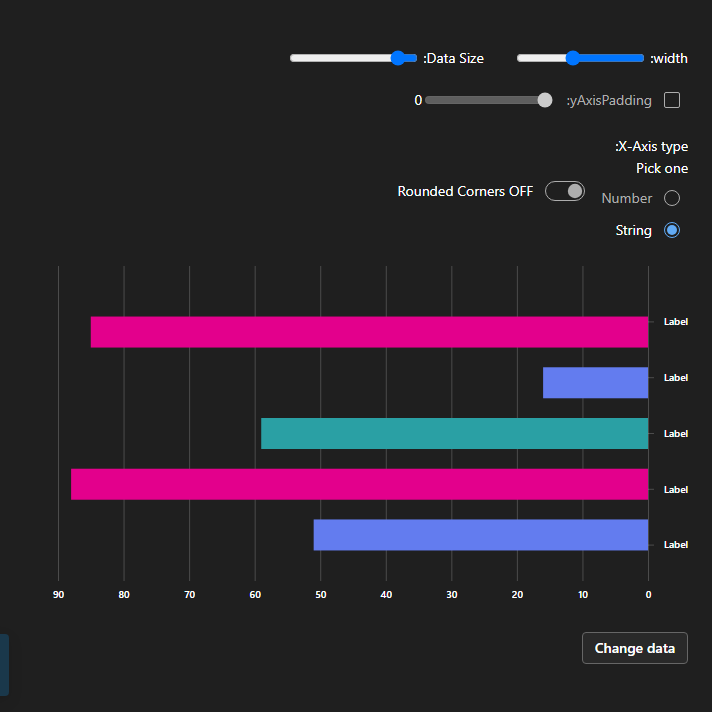 :width
:Data Size
:yAxisPadding
0
:X-Axis type
Pick one
Number
Rounded Corners OFF
String
Label
Label
Label
Label
Label
90 80 70 60 50 40 30 20 10 0
Change data